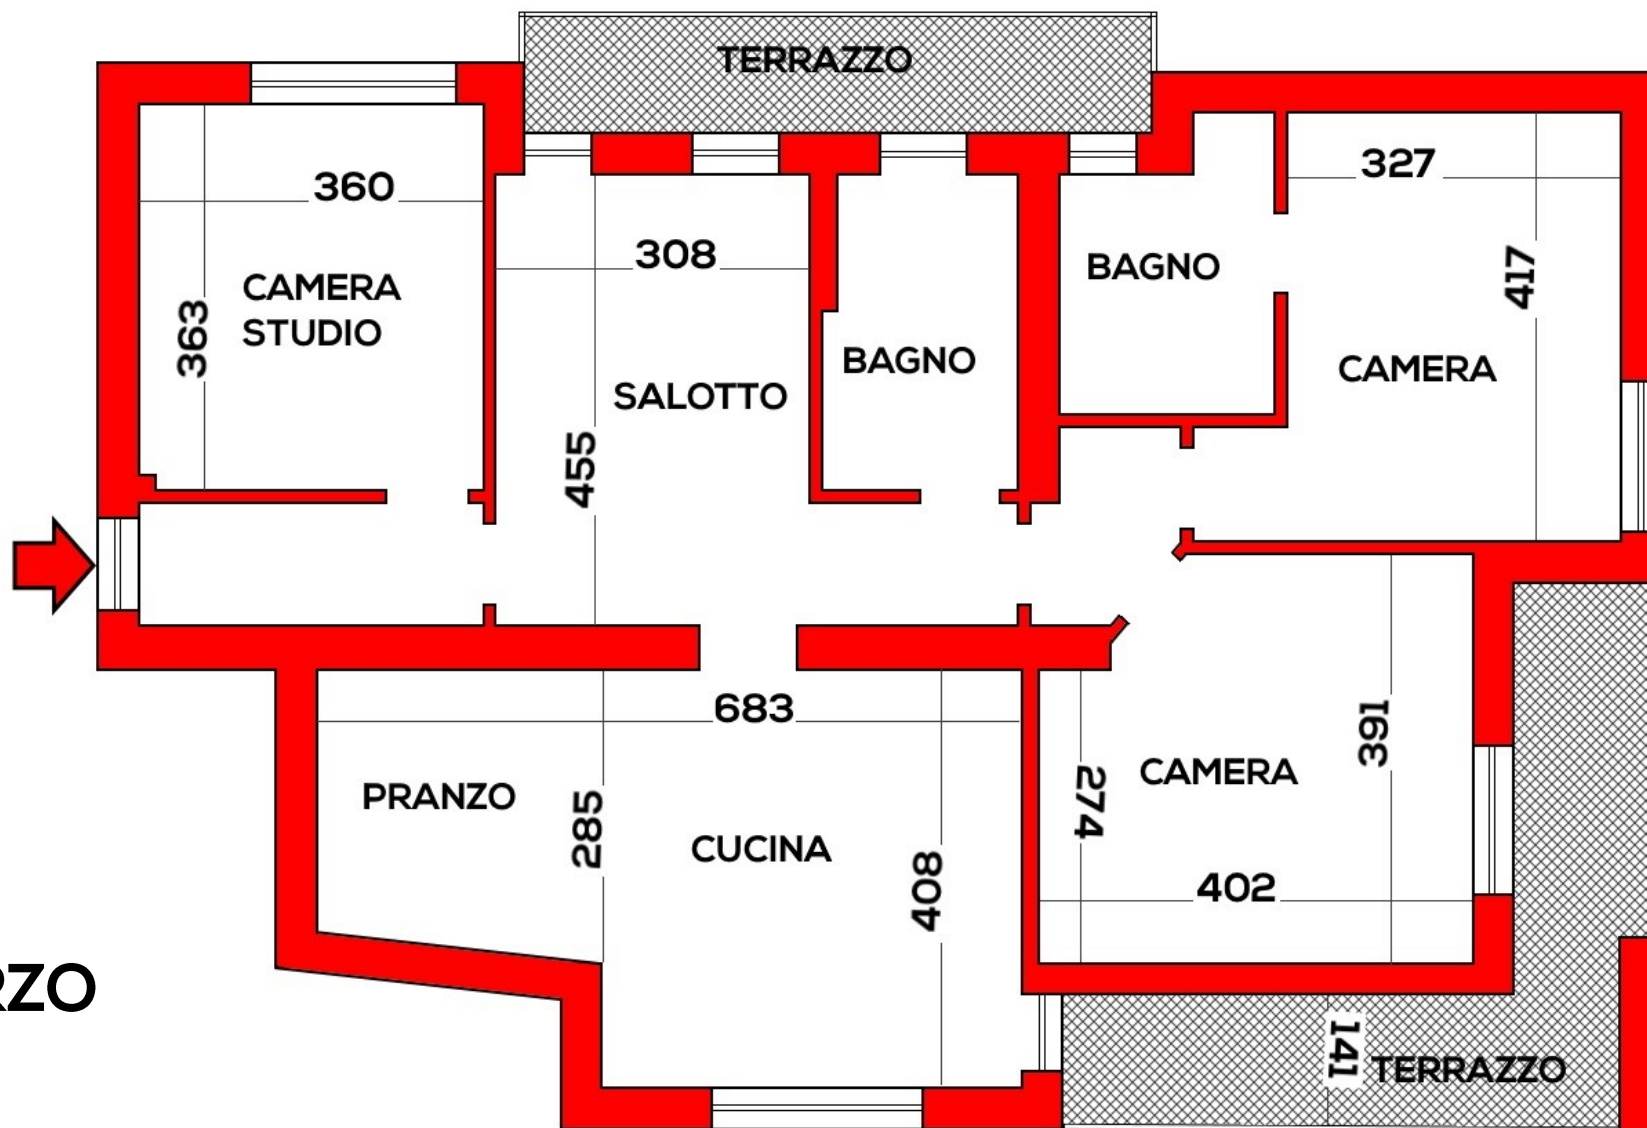 TERRAZZO
360
327
308
BAGNO
417
CAMERA
STUDIO
363
BAGNO
CAMERA
SALOTTO
455
683
391
CAMERA
274
PRANZO
285
CUCINA
408
402
RZO
141
TERRAZZO